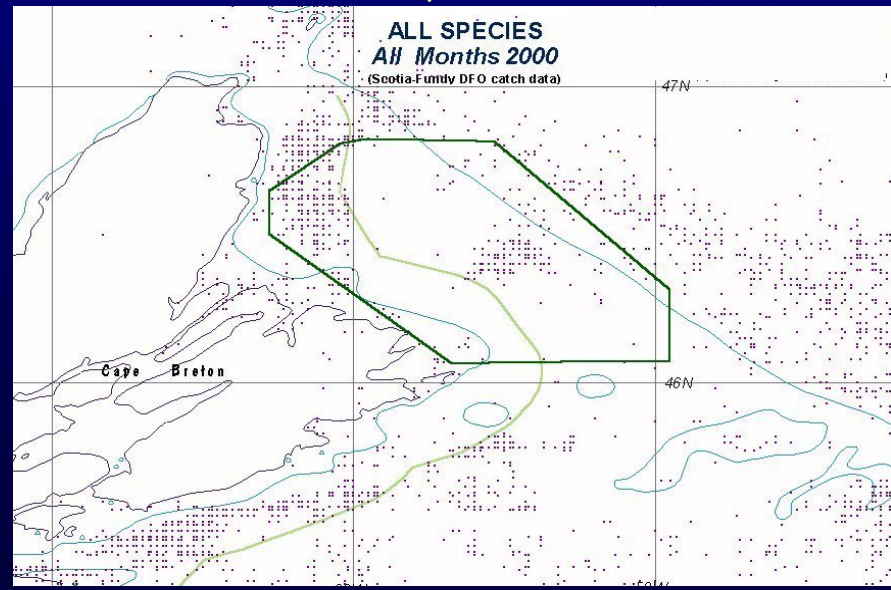 ALL SPECIES
All Months 2000
(Scotia-Fundy DFO catch data)
47N
Cape Breton
46N